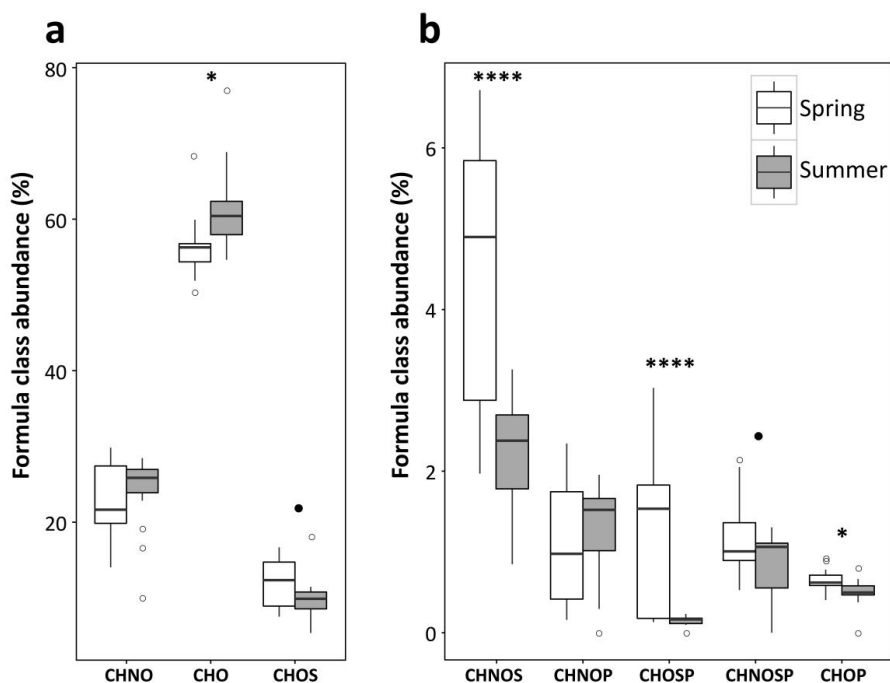 a
Formula class abundance (%)
80
60
40
20
*
CHNO CHO CHOS
b
Formula class abundance (%)
6
4
2
0
**** **** *
Spring
Summer
CHNOS CHNOP CHOSP CHNOSP CHOP